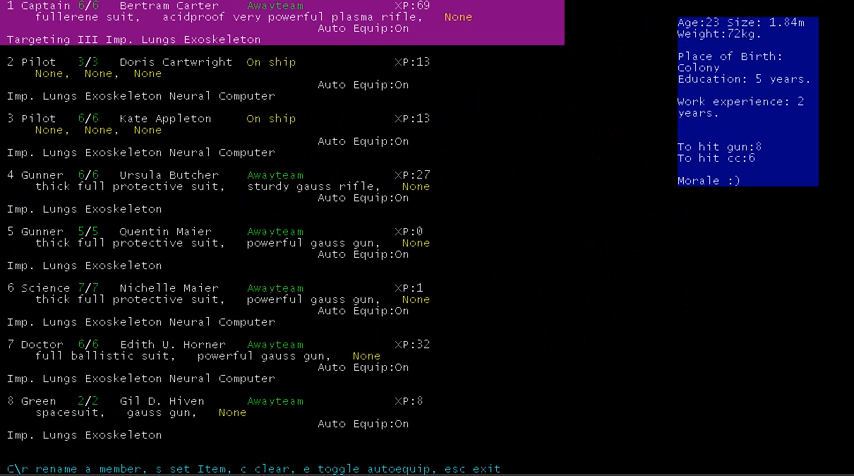 1 Captain 6/6 Bertram Carter Awayteam XP:69
fullerene suit, acidproof very powerful plasma rifle, None
Auto Equip:On
Targeting III Imp. Lungs Exoskeleton
2 Pilot 3/3 Doris Cartwright On ship XP:13
None, None, None
Auto Equip:On
Imp. Lungs Exoskeleton Neural Computer
3 Pilot 6/6 Kate Appleton On ship XP:13
None, None, None
Auto Equip:On
Imp. Lungs Exoskeleton Neural Computer
4 Gunner 6/6 Ursula Butcher Awayteam XP:27
thick full protective suit, sturdy gauss rifle, None
Auto Equip:On
Imp. Lungs Exoskeleton
5 Gunner 5/5 Quentin Maier Awayteam XP:0
thick full protective suit, powerful gauss gun, None
Auto Equip:On
Imp. Lungs Exoskeleton
6 Science 7/7 Nichelle Maier Awayteam XP:1
thick full protective suit, powerful gauss gun, None
Auto Equip:On
Imp. Lungs Exoskeleton Neural Computer
7 Doctor 6/6 Edith U. Horner Awayteam XP:32
full ballistic suit, powerful gauss gun, None
Auto Equip:On
Imp. Lungs Exoskeleton Neural Computer
8 Green 2/2 Gil D. Hiven Awayteam XP:8
spacesuit, gauss gun, None
Auto Equip:On
Imp. Lungs Exoskeleton
C\r rename a member, s set Item, c clear, e toggle autoequip, esc exit
Age:23 Size: 1.84m
Weight:72kg.
Place of Birth:
Colony
Education: 5 years.
Work experience: 2
years.
To hit gun:8
To hit cc:6
Morale :)